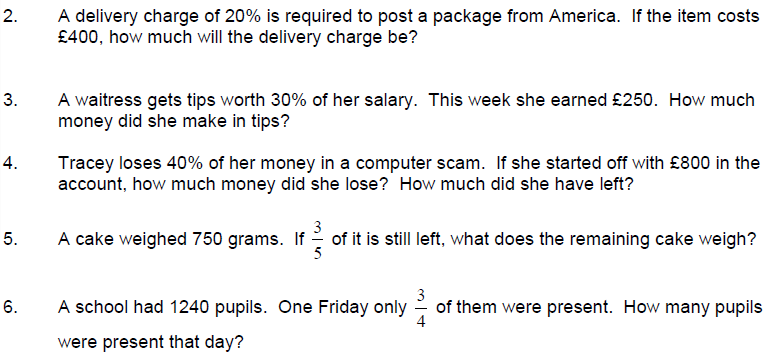 2. A delivery charge of 20% is required to post a package from America. If the item costs
£400, how much will the delivery charge be?
3. A waitress gets tips worth 30% of her salary. This week she earned £250. How much
money did she make in tips?
4. Tracey loses 40% of her money in a computer scam. If she started off with £800 in the
account, how much money did she lose? How much did she have left?
5. A cake weighed 750 grams. If 3/5 of it is still left, what does the remaining cake weigh?
6. A school had 1240 pupils. One Friday only 3/4 of them were present. How many pupils
were present that day?